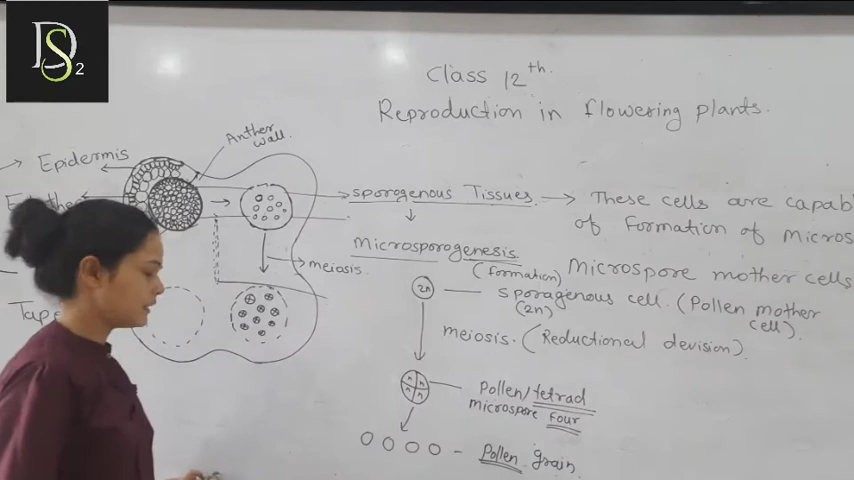 DS2
Class 12th.
Reproduction in flowering plants.
Anther
wall.
Epidermis
sporogenous Tissues. → These cells are capab
of Formation of Micros
Microsporogenesis.
(formation) Microspore mother cells
meiosis.
2n
sporagenous cell. (Pollen mother
(2n)
cell).
meiosis. (Reductional devision).
n n
n n
Pollen/tetrad
microspore Four
Pollen grain